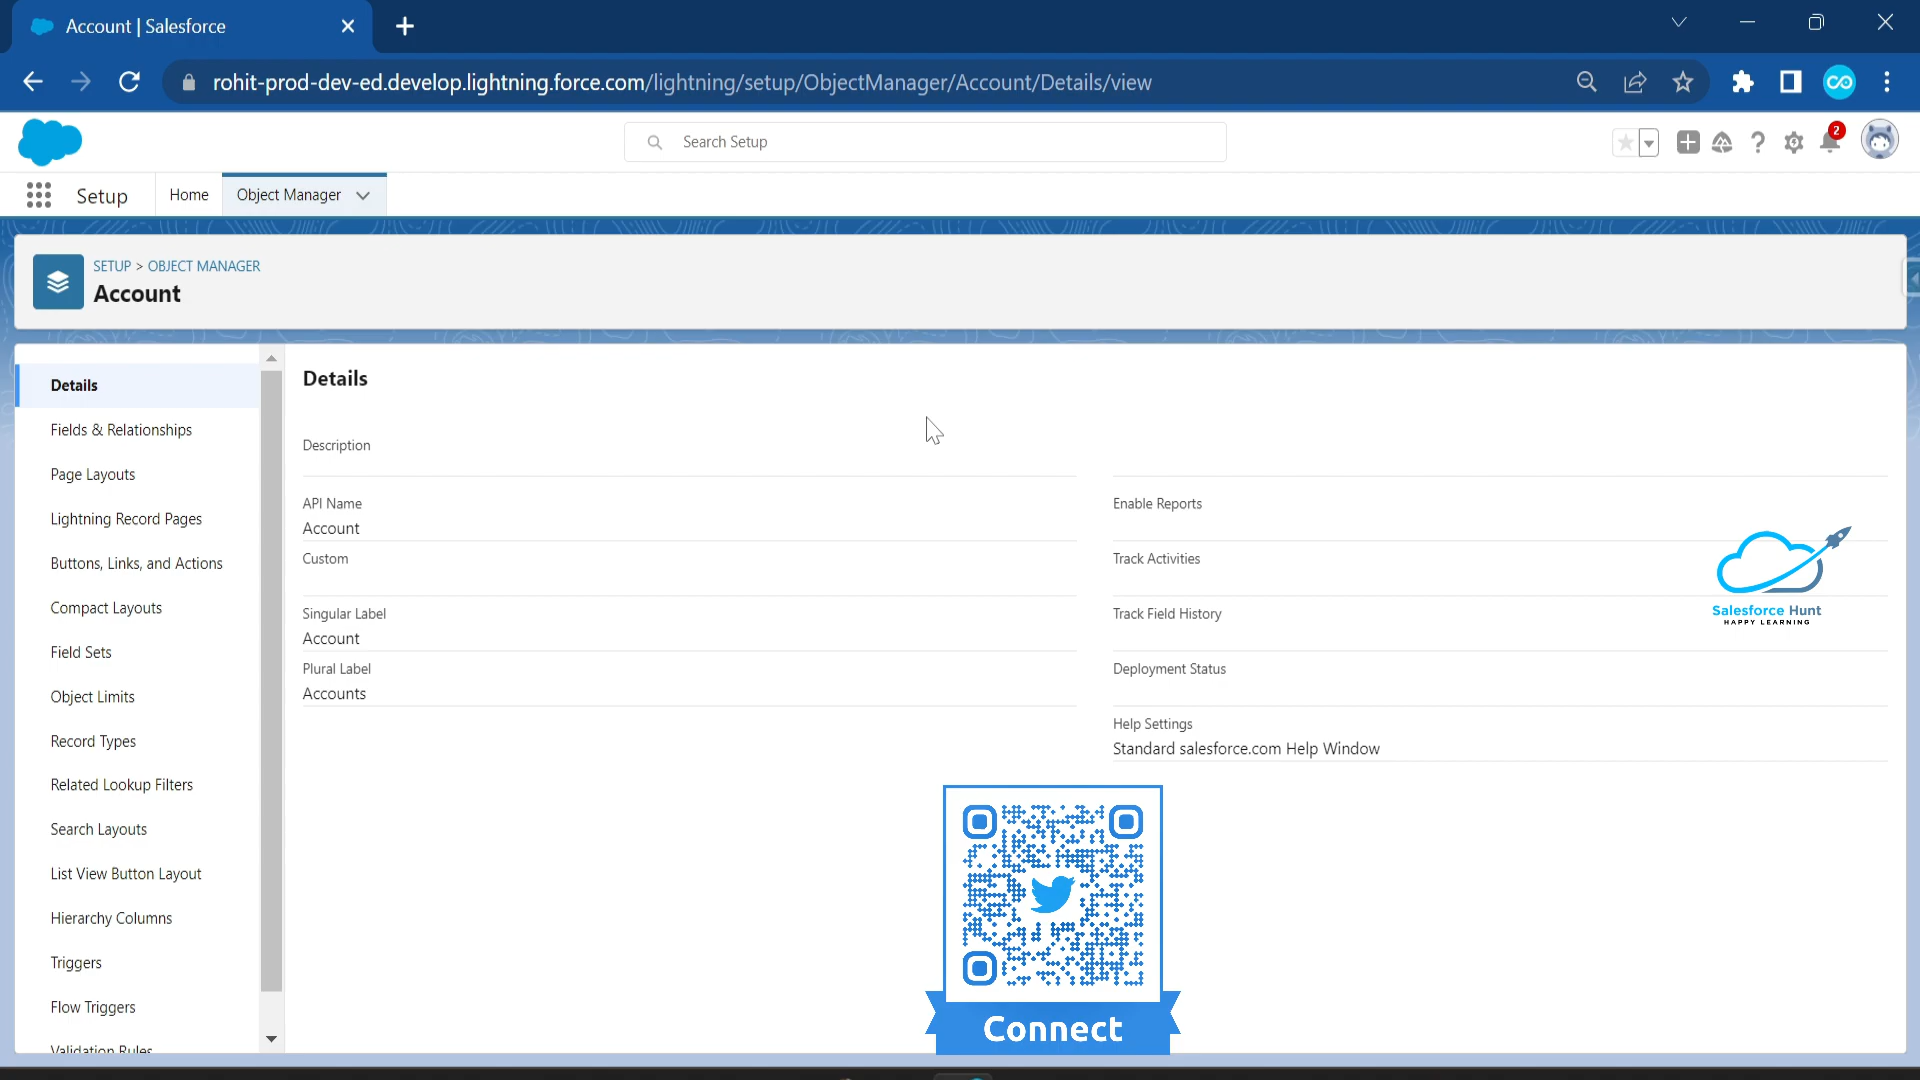 Account | Salesforce
rohit-prod-dev-ed.develop.lightning.force.com/lightning/setup/ObjectManager/Account/Details/view
Search Setup
2
Setup
Home
Object Manager
SETUP > OBJECT MANAGER
Account
Details
Fields & Relationships
Page Layouts
Lightning Record Pages
Buttons, Links, and Actions
Compact Layouts
Field Sets
Object Limits
Record Types
Related Lookup Filters
Search Layouts
List View Button Layout
Hierarchy Columns
Triggers
Flow Triggers
Validation Rules
Details
Description
API Name
Account
Custom
Singular Label
Account
Plural Label
Accounts
Enable Reports
Track Activities
Track Field History
Deployment Status
Help Settings
Standard salesforce.com Help Window
Salesforce Hunt
HAPPY LEARNING
Connect